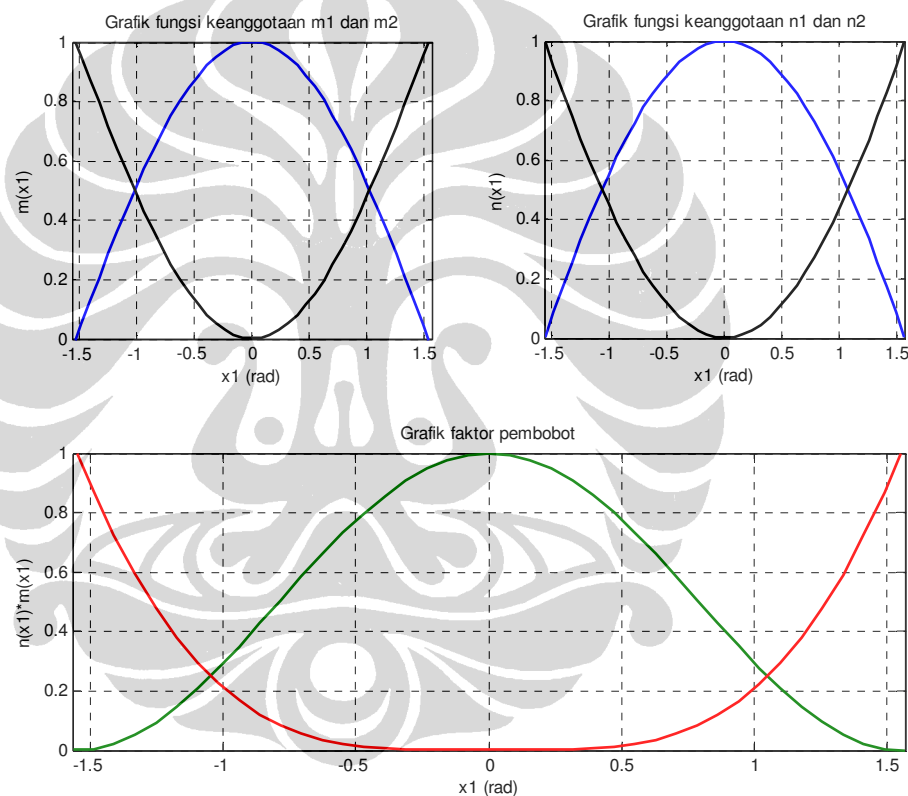 Grafik fungsi keanggotaan m1 dan m2
1
0.8
0.6
0.4
0.2
0
m(x1)
-1.5 -1 -0.5 0 0.5 1 1.5
x1 (rad)
Grafik fungsi keanggotaan n1 dan n2
1
0.8
0.6
0.4
0.2
0
n(x1)
-1.5 -1 -0.5 0 0.5 1 1.5
x1 (rad)
Grafik faktor pembobot
1
0.8
0.6
0.4
0.2
0
n(x1)*m(x1)
-1.5 -1 -0.5 0 0.5 1 1.5
x1 (rad)